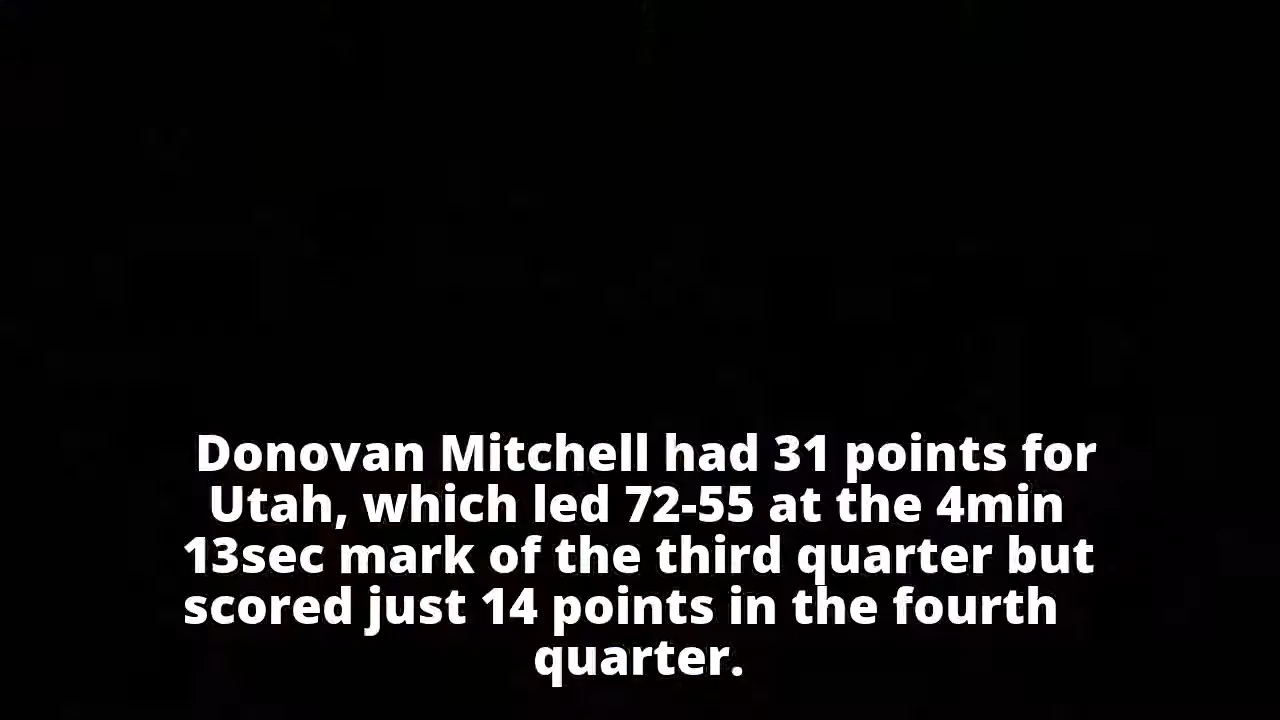 Donovan Mitchell had 31 points for
Utah, which led 72-55 at the 4min
13sec mark of the third quarter but
scored just 14 points in the fourth
quarter.